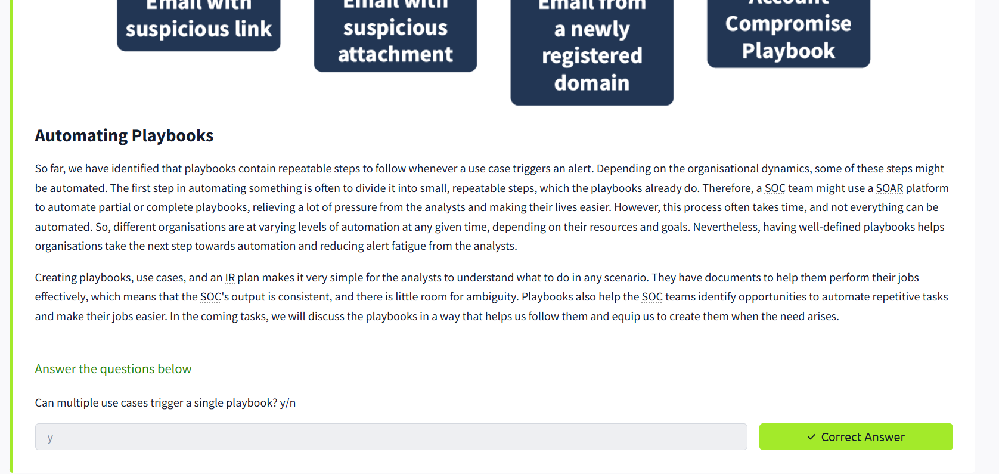 Email with
suspicious link
Email with
suspicious
attachment
Email from
a newly
registered
domain
Account
Compromise
Playbook
Automating Playbooks
So far, we have identified that playbooks contain repeatable steps to follow whenever a use case triggers an alert. Depending on the organisational dynamics, some of these steps might
be automated. The first step in automating something is often to divide it into small, repeatable steps, which the playbooks already do. Therefore, a SOC team might use a SOAR platform
to automate partial or complete playbooks, relieving a lot of pressure from the analysts and making their lives easier. However, this process often takes time, and not everything can be
automated. So, different organisations are at varying levels of automation at any given time, depending on their resources and goals. Nevertheless, having well-defined playbooks helps
organisations take the next step towards automation and reducing alert fatigue from the analysts.
Creating playbooks, use cases, and an IR plan makes it very simple for the analysts to understand what to do in any scenario. They have documents to help them perform their jobs
effectively, which means that the SOC's output is consistent, and there is little room for ambiguity. Playbooks also help the SOC teams identify opportunities to automate repetitive tasks
and make their jobs easier. In the coming tasks, we will discuss the playbooks in a way that helps us follow them and equip us to create them when the need arises.
Answer the questions below
Can multiple use cases trigger a single playbook? y/n
y
✓ Correct Answer